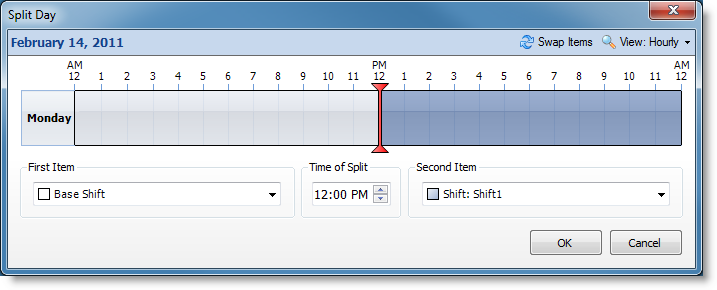 Split Day
February 14, 2011 Swap Items View: Hourly
AM PM AM
12 1 2 3 4 5 6 7 8 9 10 11 12 1 2 3 4 5 6 7 8 9 10 11 12
Monday
First Item Time of Split Second Item
Base Shift 12:00 PM Shift: Shift1
OK Cancel